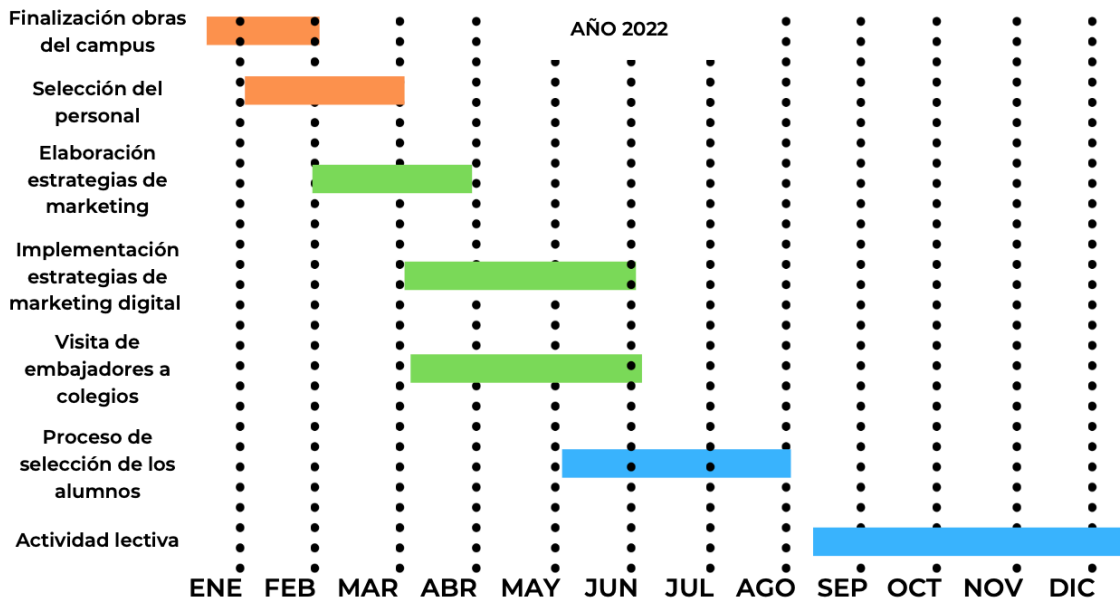 Finalización obras
del campus
AÑO 2022
Selección del
personal
Elaboración
estrategias de
marketing
Implementación
estrategias de
marketing digital
Visita de
embajadores a
colegios
Proceso de
selección de los
alumnos
Actividad lectiva
ENE FEB MAR ABR MAY JUN JUL AGO SEP OCT NOV DIC